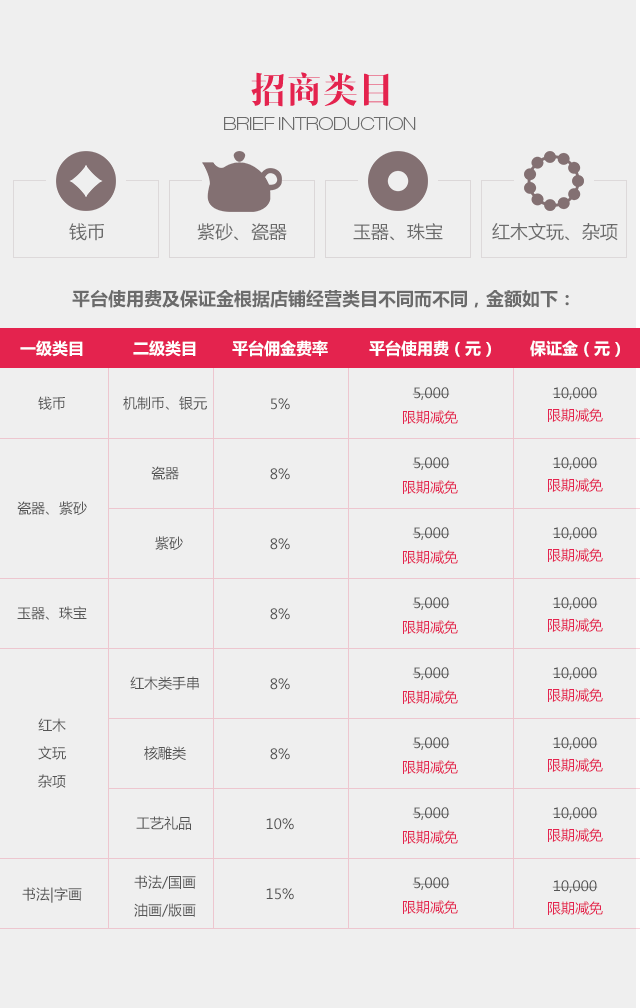 招商类目
BRIEF INTRODUCTION
钱币
紫砂、瓷器
玉器、珠宝
红木文玩、杂项
平台使用费及保证金根据店铺经营类目不同而不同，金额如下：
一级类目 二级类目 平台佣金费率 平台使用费（元） 保证金（元）
钱币 机制币、银元 5% 5,000 10,000
限期减免 限期减免
瓷器、紫砂
瓷器 8% 5,000 10,000
限期减免 限期减免
紫砂 8% 5,000 10,000
限期减免 限期减免
玉器、珠宝 8% 5,000 10,000
限期减免 限期减免
红木
文玩
杂项
红木类手串 8% 5,000 10,000
限期减免 限期减免
核雕类 8% 5,000 10,000
限期减免 限期减免
工艺礼品 10% 5,000 10,000
限期减免 限期减免
书法|字画
书法/国画
油画/版画
15% 5,000 10,000
限期减免 限期减免